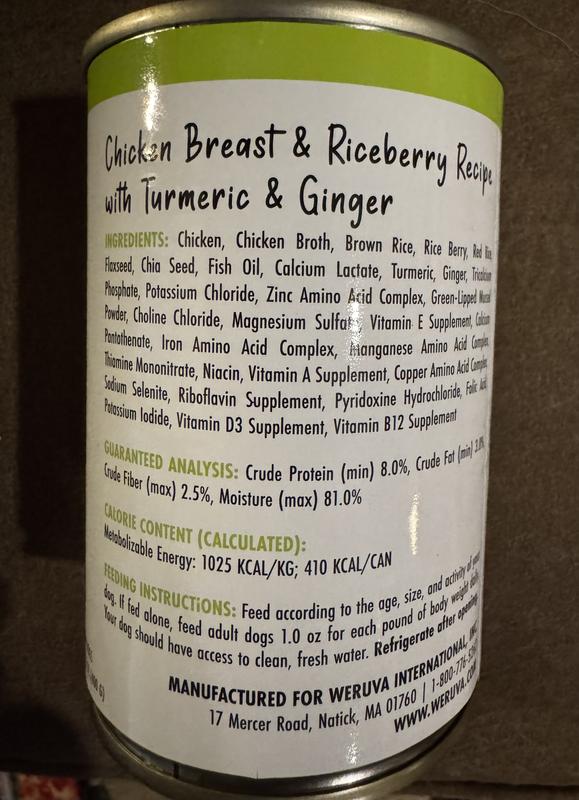 Chicken Breast & Riceberry Recipe
with Turmeric & Ginger
INGREDIENTS: Chicken, Chicken Broth, Brown Rice, Rice Berry, Red Rice,
Flaxseed, Chia Seed, Fish Oil, Calcium Lactate, Turmeric, Ginger, Tricalcium
Phosphate, Potassium Chloride, Zinc Amino Acid Complex, Green-Lipped Mussel
Powder, Choline Chloride, Magnesium Sulfate, Vitamin E Supplement, Calcium
Pantothenate, Iron Amino Acid Complex, Manganese Amino Acid Complex,
Thiamine Mononitrate, Niacin, Vitamin A Supplement, Copper Amino Acid Complex,
Sodium Selenite, Riboflavin Supplement, Pyridoxine Hydrochloride, Folic Acid,
Potassium Iodide, Vitamin D3 Supplement, Vitamin B12 Supplement
GUARANTEED ANALYSIS: Crude Protein (min) 8.0%, Crude Fat (min)
Crude Fiber (max) 2.5%, Moisture (max) 81.0%
CALORIE CONTENT (CALCULATED):
Metabolizable Energy: 1025 KCAL/KG; 410 KCAL/CAN
FEEDING INSTRUCTIONS: Feed according to the age, size, and activity of
dog. If fed alone, feed adult dogs 1.0 oz for each pound of body weight
Your dog should have access to clean, fresh water. Refrigerate after opening
MANUFACTURED FOR WERUVA INTERNATIONAL,
17 Mercer Road, Natick, MA 01760 | 1-800-776-
WWW.WERUVA.COM